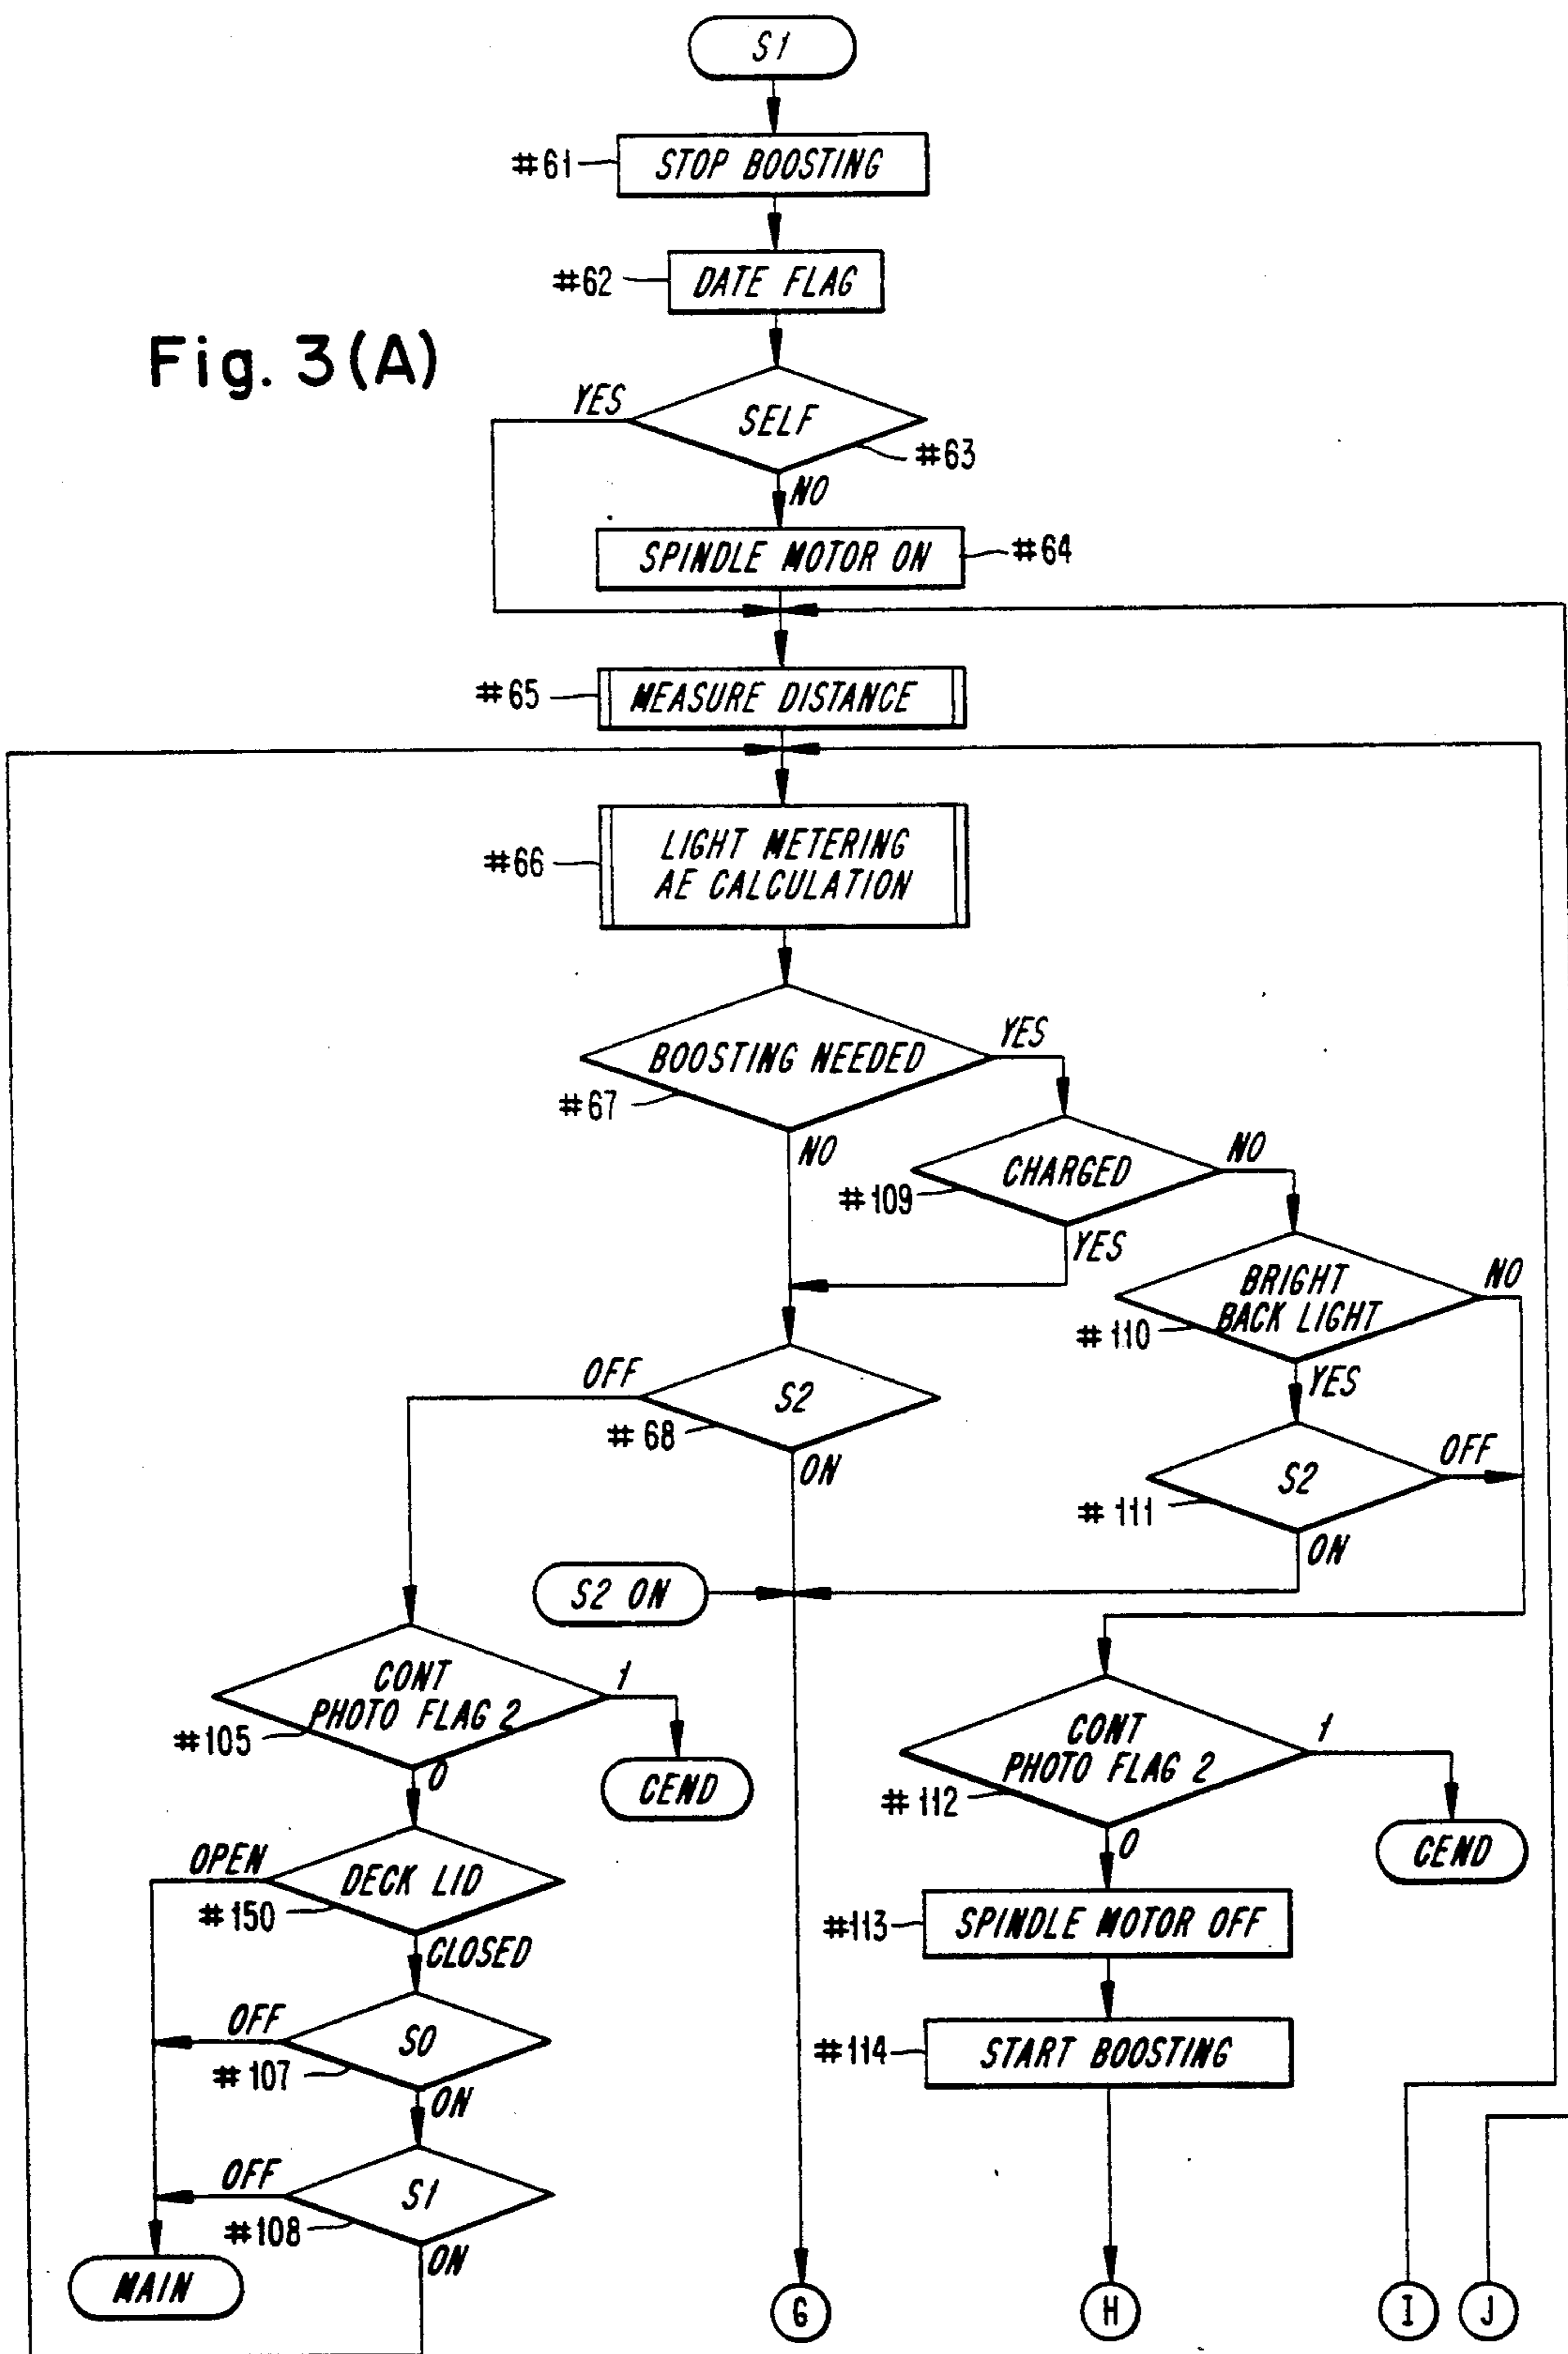 S1
#61
STOP BOOSTING
#62
DATE FLAG
Fig. 3(A)
YES
SELF
#63
NO
SPINDLE MOTOR ON
#64
#65
MEASURE DISTANCE
#66
LIGHT METERING
AE CALCULATION
BOOSTING NEEDED
YES
#67
NO
CHARGED
NO
#109
YES
BRIGHT
BACK LIGHT
NO
#110
YES
OFF
S2
#68
ON
S2
OFF
#111
ON
S2 ON
CONT
PHOTO FLAG 2
1
#105
0
CEND
CONT
PHOTO FLAG 2
1
#112
0
CEND
OPEN
DECK LID
#150
CLOSED
#113
SPINDLE MOTOR OFF
OFF
S0
#107
ON
#114
START BOOSTING
OFF
S1
#108
ON
MAIN
G
H
I
J